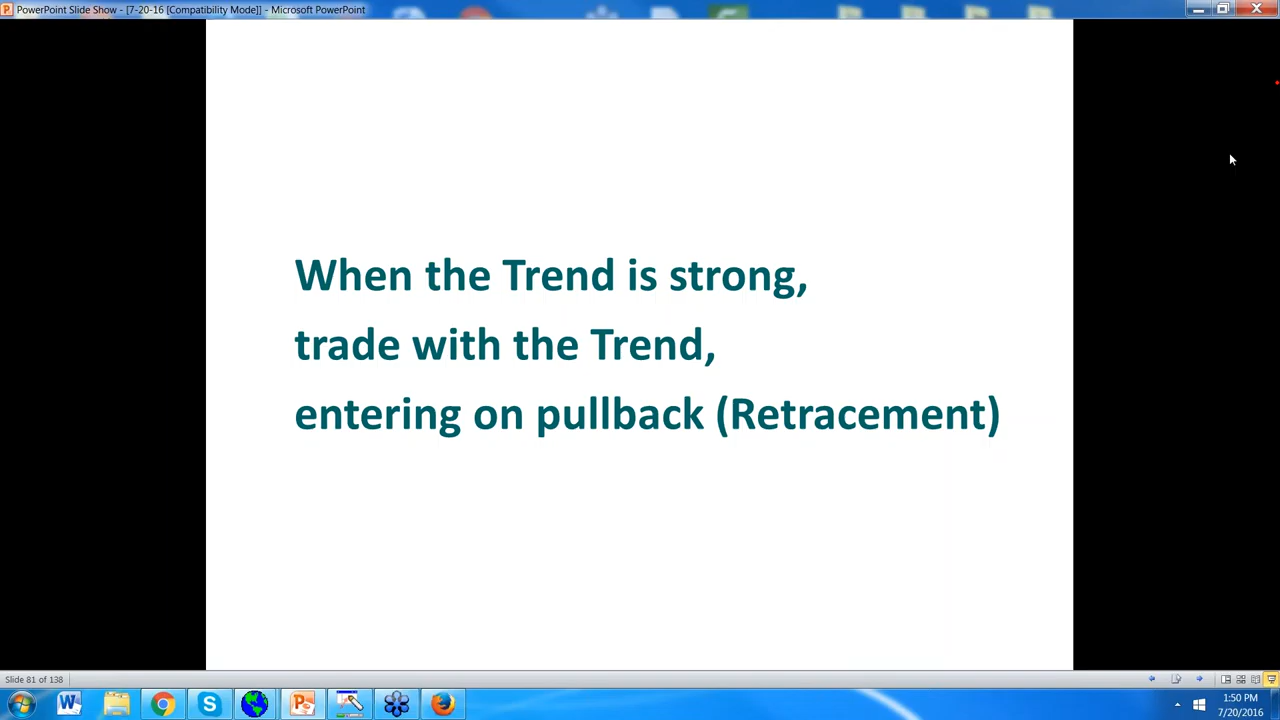 PowerPoint Slide Show - [7-20-16 [Compatibility Mode]] - Microsoft PowerPoint
When the Trend is strong,
trade with the Trend,
entering on pullback (Retracement)
Slide 81 of 138
1:50 PM
7/20/2016